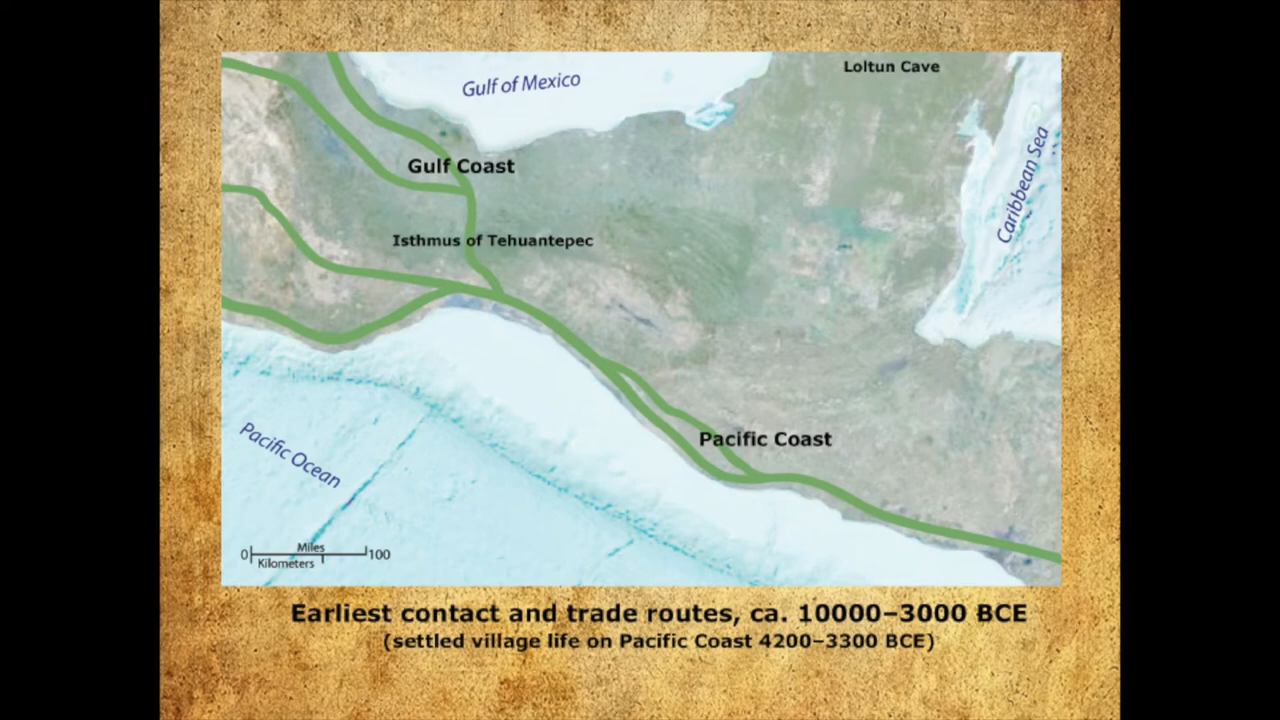 Gulf of Mexico
Loltun Cave
Caribbean Sea
Gulf Coast
Isthmus of Tehuantepec
Pacific Coast
Pacific Ocean
Miles
0 100
Kilometers
Earliest contact and trade routes, ca. 10000–3000 BCE
(settled village life on Pacific Coast 4200–3300 BCE)